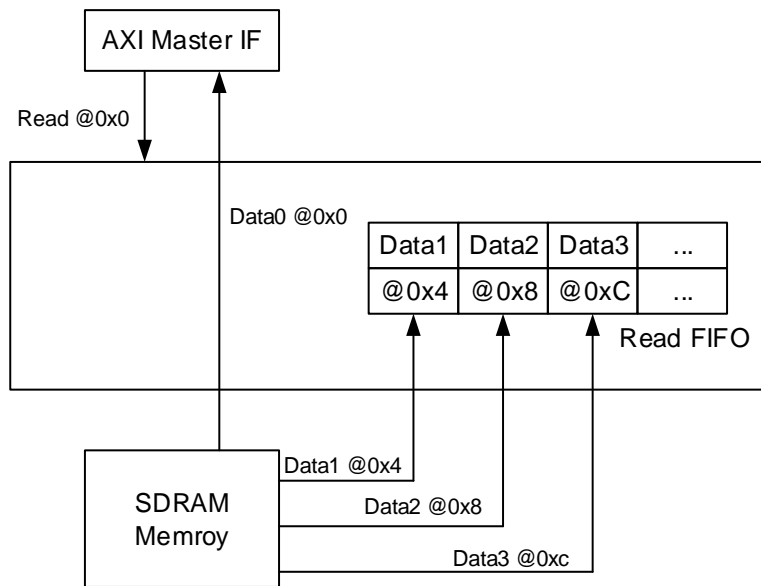 AXI Master IF
Read @0x0
Data0 @0x0
Data1 Data2 Data3 ...
@0x4 @0x8 @0xC ...
Read FIFO
Data1 @0x4
SDRAM
Memroy
Data2 @0x8
Data3 @0xc